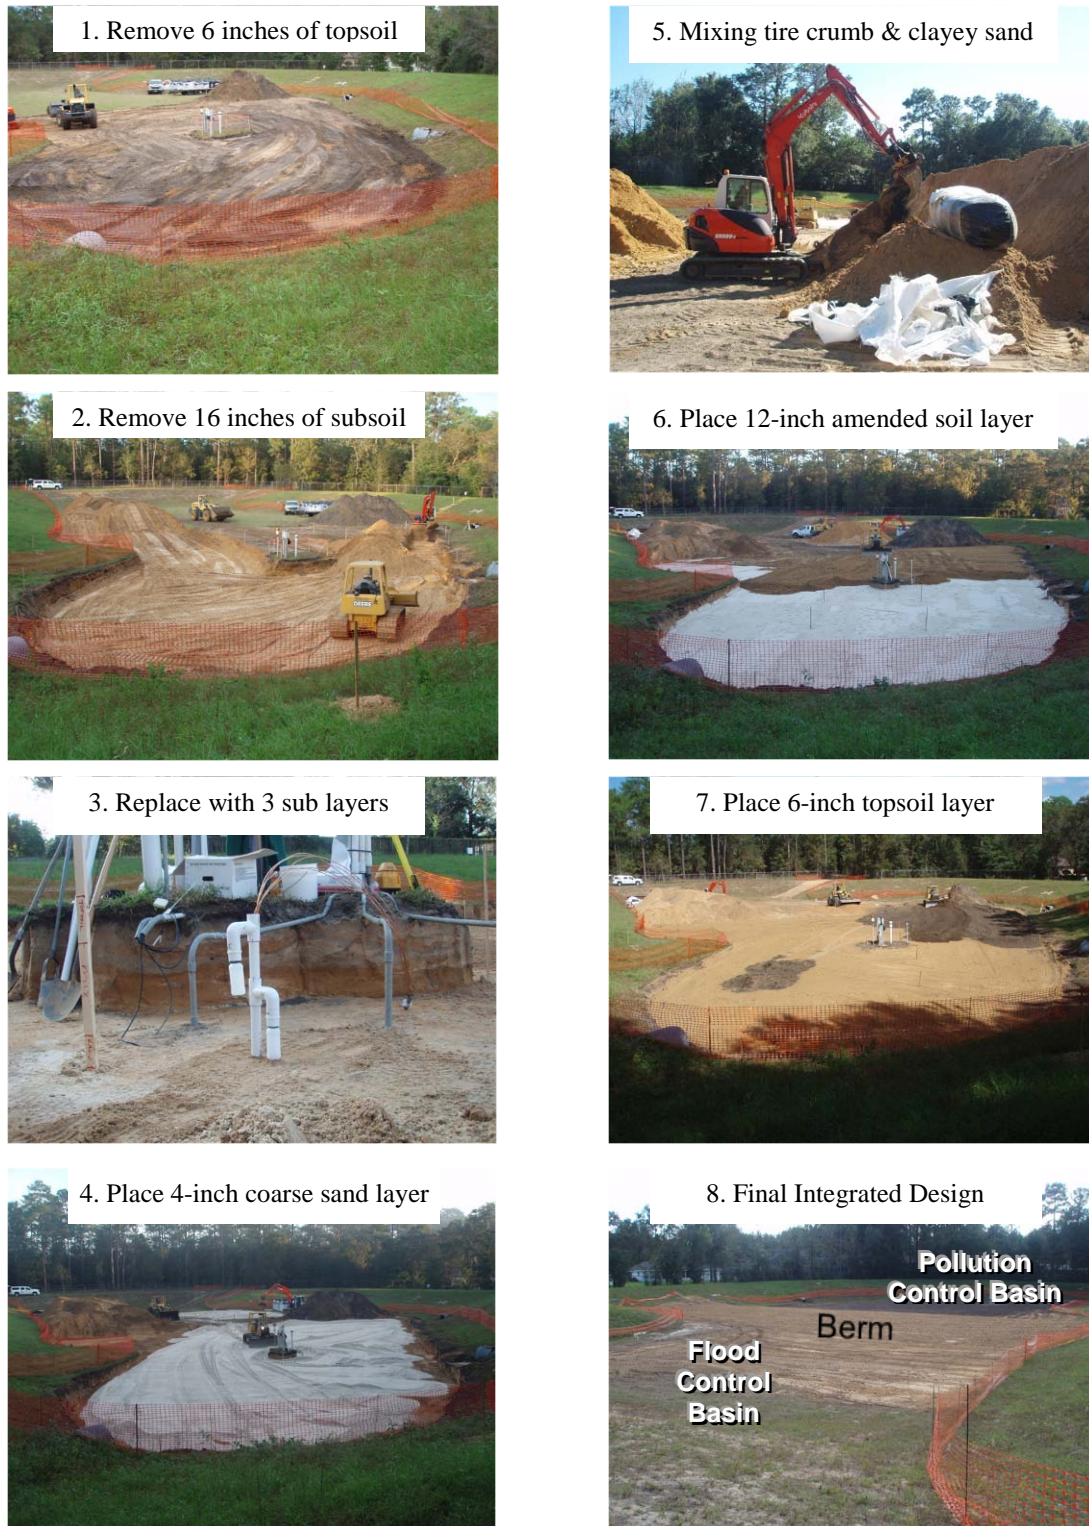 1. Remove 6 inches of topsoil
2. Remove 16 inches of subsoil
3. Replace with 3 sub layers
4. Place 4-inch coarse sand layer
5. Mixing tire crumb & clayey sand
6. Place 12-inch amended soil layer
7. Place 6-inch topsoil layer
8. Final Integrated Design
Pollution
Control Basin
Berm
Flood
Control
Basin